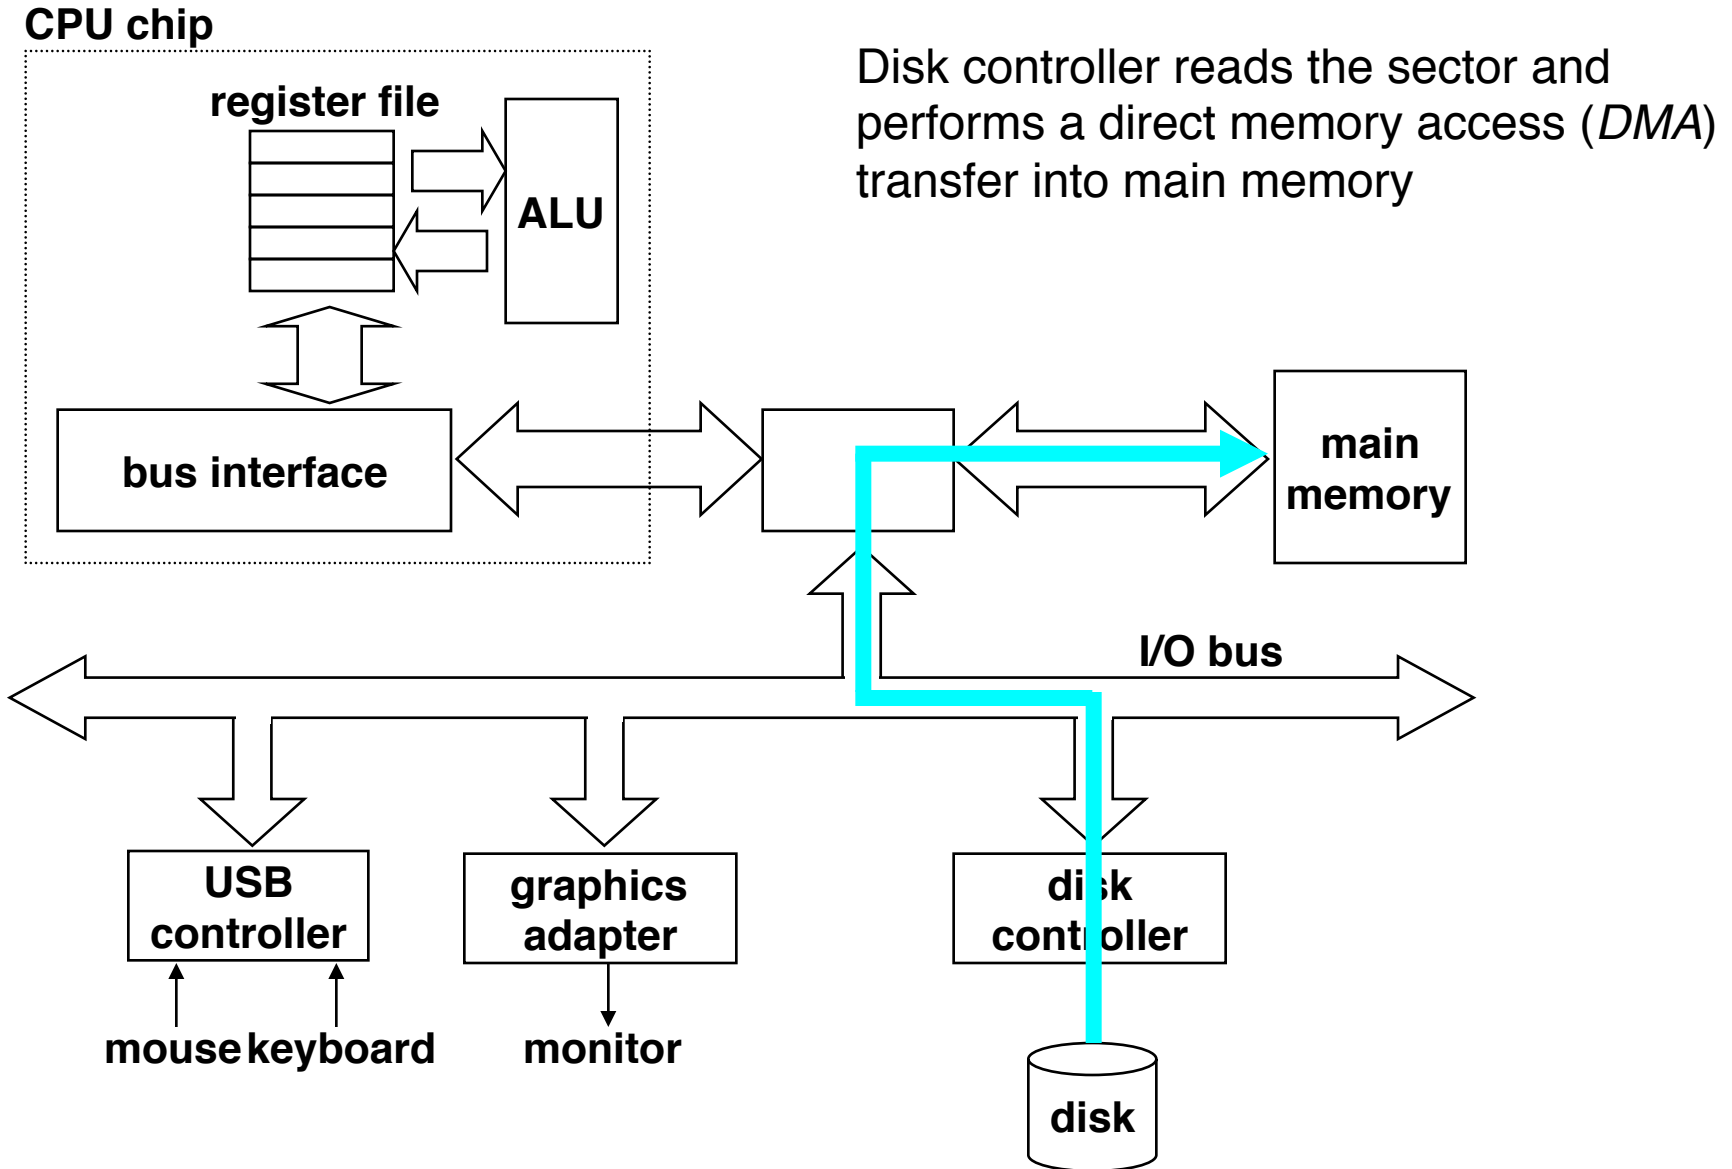 CPU chip
Disk controller reads the sector and
performs a direct memory access (DMA)
transfer into main memory
register file
ALU
bus interface
main
memory
I/O bus
USB
controller
graphics
adapter
disk
controller
mouse keyboard
monitor
disk